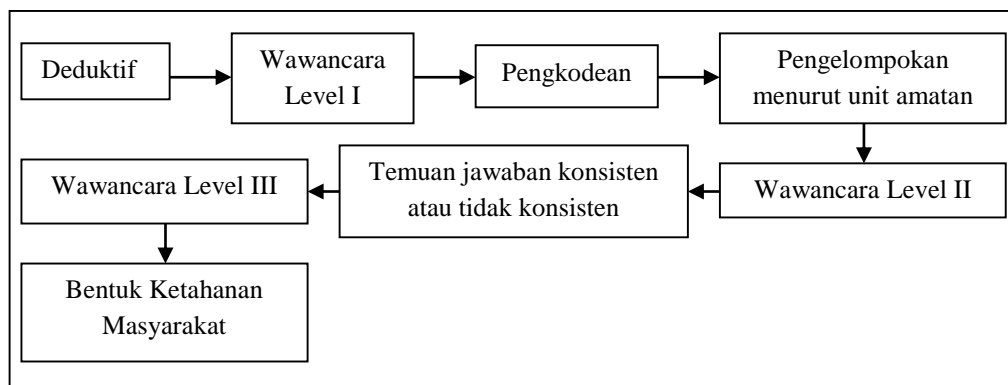 Deduktif
Wawancara
Level I
Pengkodean
Pengelompokan
menurut unit amatan
Wawancara Level II
Temuan jawaban konsisten
atau tidak konsisten
Wawancara Level III
Bentuk Ketahanan
Masyarakat